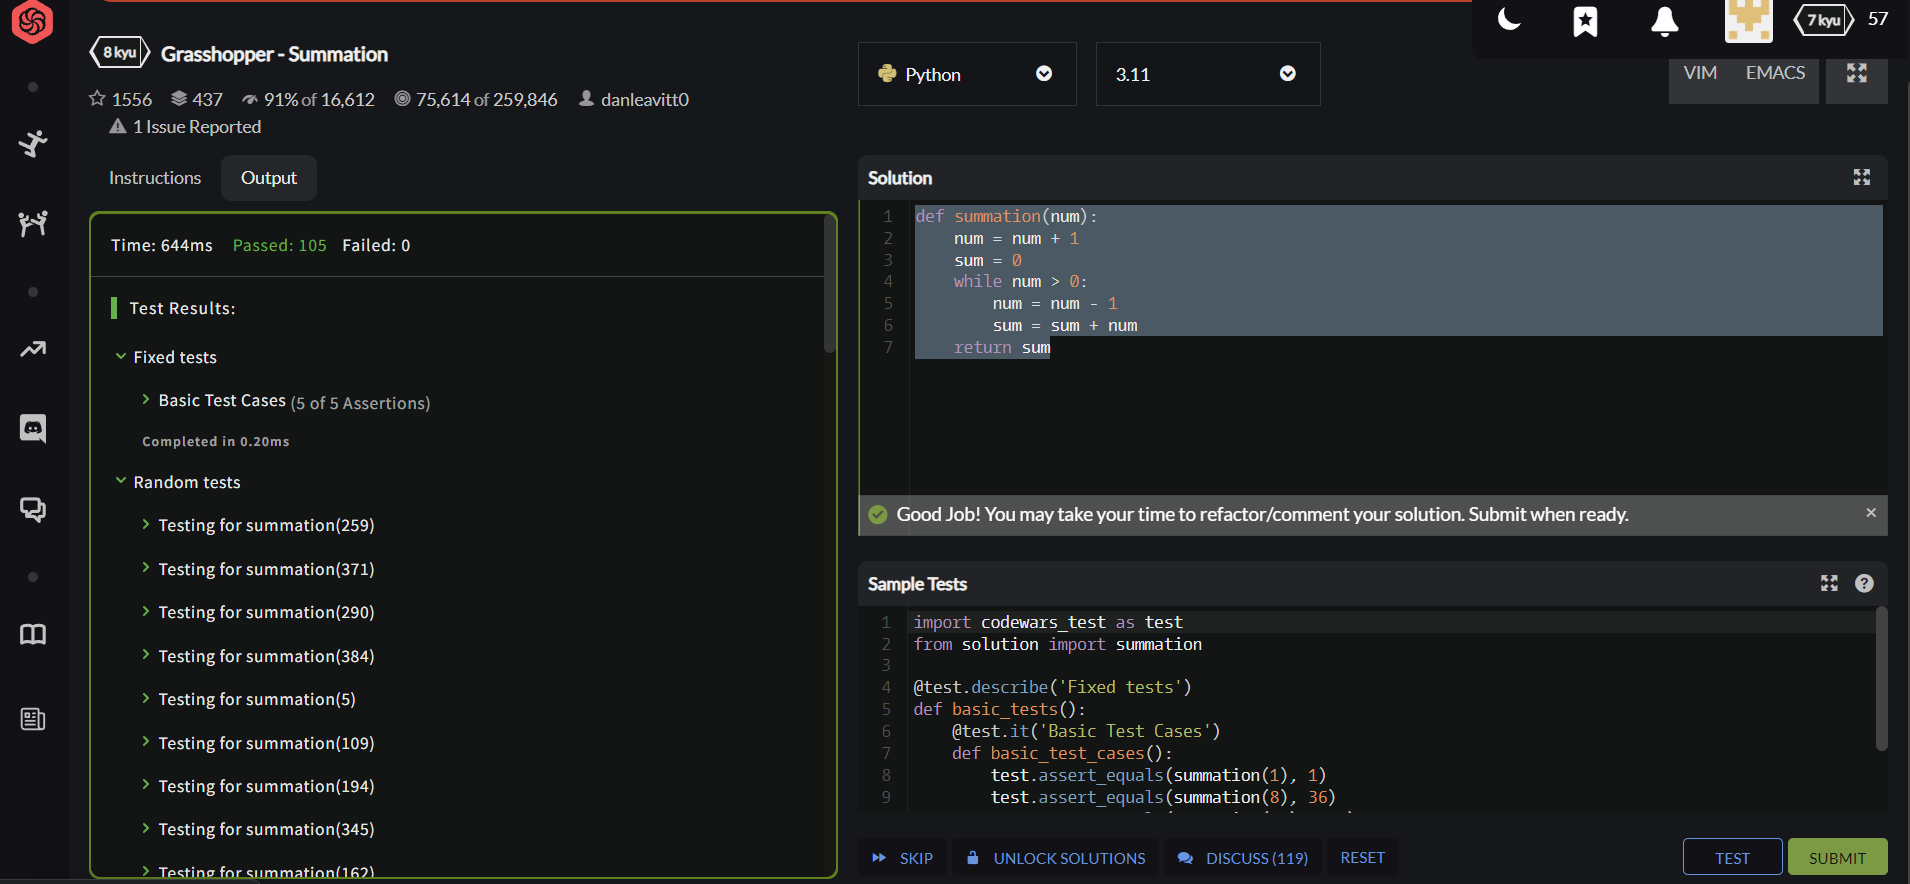 7 kyu 57
8 kyu Grasshopper - Summation
1556 437 91% of 16,612 75,614 of 259,846 danleavitt0
1 Issue Reported
Python 3.11
VIM EMACS
Instructions Output
Time: 644ms Passed: 105 Failed: 0
Test Results:
Fixed tests
Basic Test Cases (5 of 5 Assertions)
Completed in 0.20ms
Random tests
Testing for summation(259)
Testing for summation(371)
Testing for summation(290)
Testing for summation(384)
Testing for summation(5)
Testing for summation(109)
Testing for summation(194)
Testing for summation(345)
Testing for summation(162)
Solution
1 def summation(num):
2 num = num + 1
3 sum = 0
4 while num > 0:
5 num = num - 1
6 sum = sum + num
7 return sum
Good Job! You may take your time to refactor/comment your solution. Submit when ready. ×
Sample Tests ?
1 import codewars_test as test
2 from solution import summation
3
4 @test.describe('Fixed tests')
5 def basic_tests():
6 @test.it('Basic Test Cases')
7 def basic_test_cases():
8 test.assert_equals(summation(1), 1)
9 test.assert_equals(summation(8), 36)
SKIP UNLOCK SOLUTIONS DISCUSS (119) RESET TEST SUBMIT